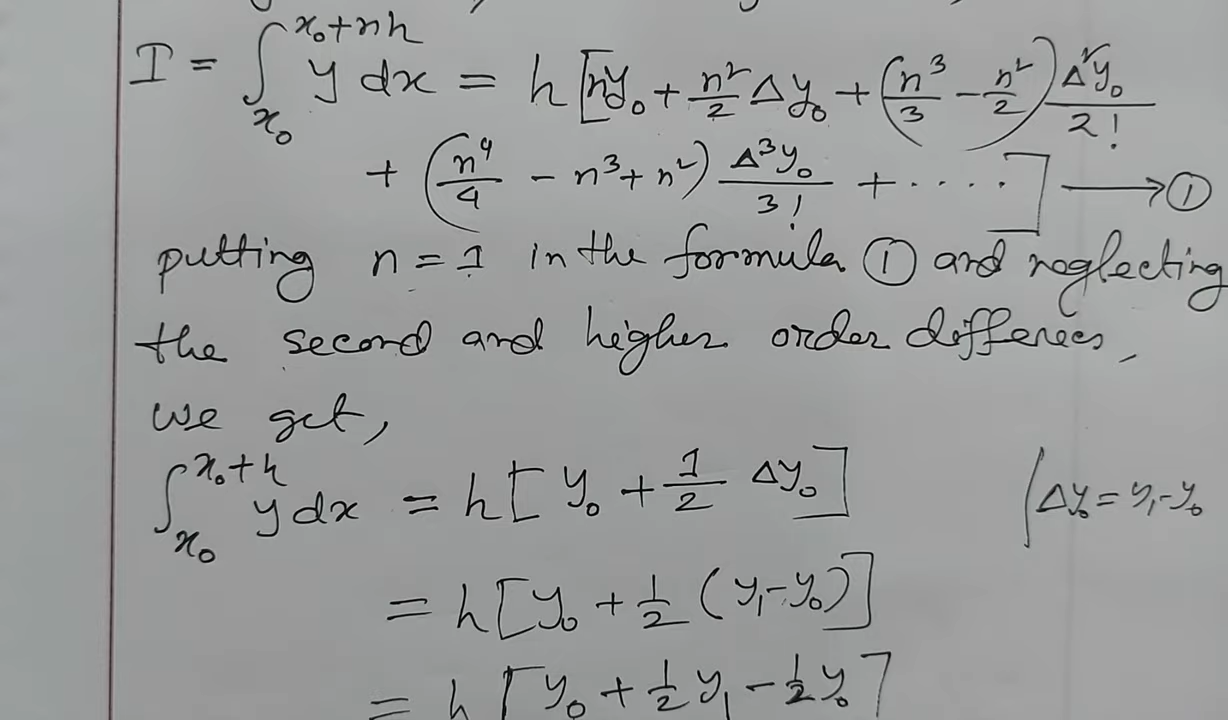 I = ∫_{x₀}^{x₀+nh} y dx = h [ny₀ + n²/2 Δy₀ + (n³/3 − n²/2) Δ²y₀/2!
+ (n⁴/4 − n³ + n²) Δ³y₀/3! + ....] ⟶ ①
putting n = 1 in the formula ① and neglecting
the second and higher order differences,
we get,
∫_{x₀}^{x₀+h} y dx = h [y₀ + 1/2 Δy₀] | Δy₀ = y₁ − y₀
= h [y₀ + 1/2 (y₁ − y₀)]
= h [y₀ + 1/2 y₁ − 1/2 y₀]